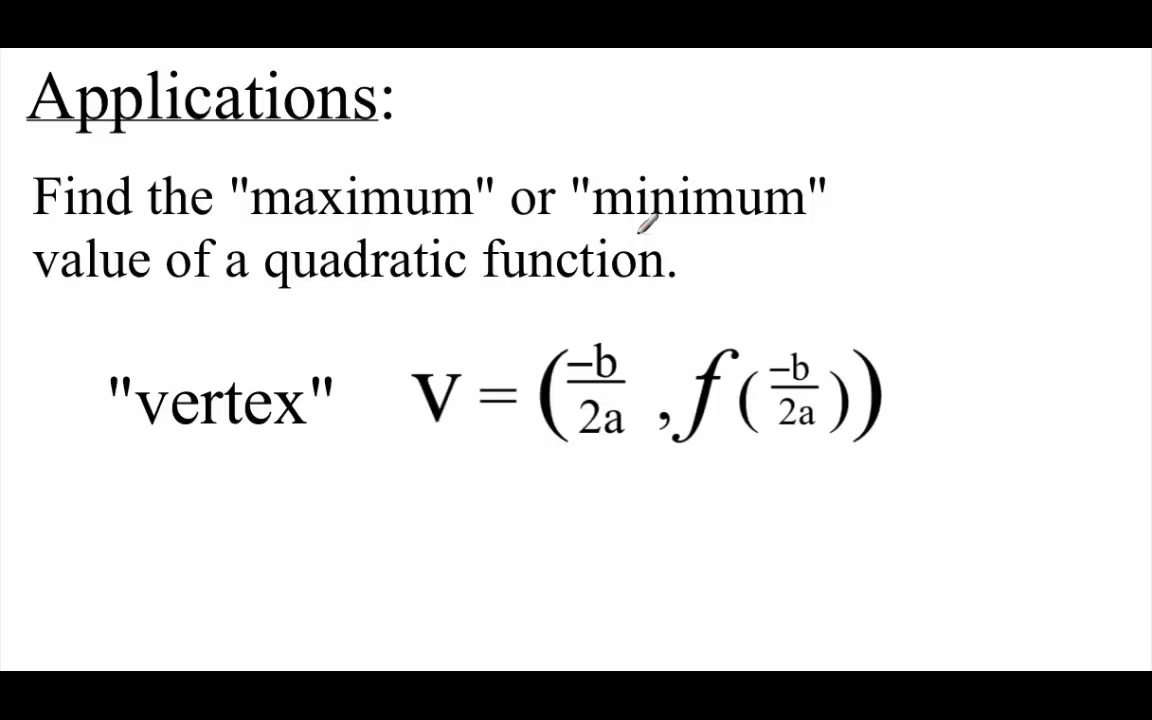 Applications:
Find the "maximum" or "minimum"
value of a quadratic function.
"vertex" V = (−b/2a , f(−b/2a))